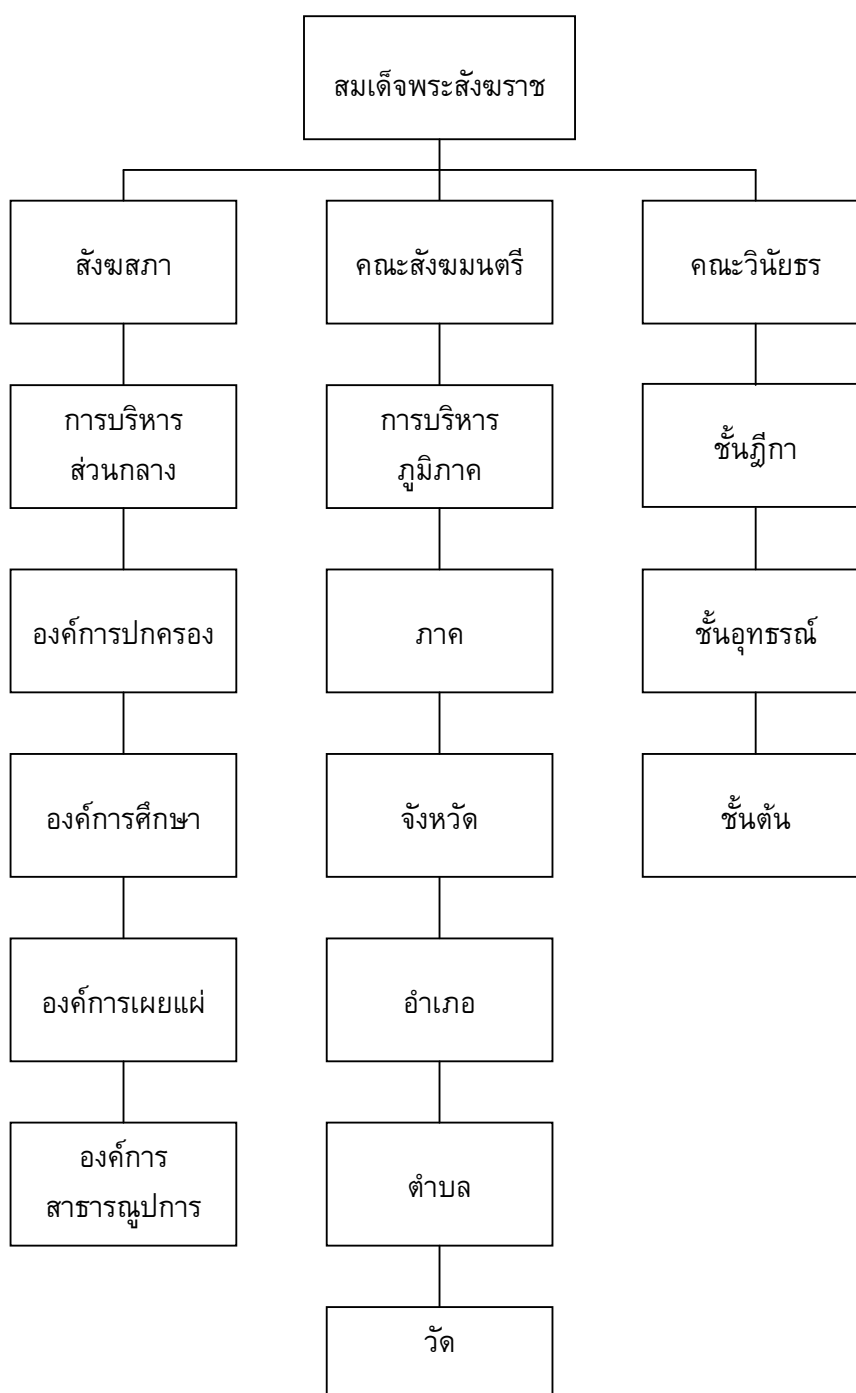 สมเด็จพระสังฆราช
สังฆสภา
คณะสังฆมนตรี
คณะวินัยธร
การบริหาร
ส่วนกลาง
การบริหาร
ภูมิภาค
ชั้นฎีกา
องค์การปกครอง
ภาค
ชั้นอุทธรณ์
องค์การศึกษา
จังหวัด
ชั้นต้น
องค์การเผยแผ่
อำเภอ
องค์การ
สาธารณูปการ
ตำบล
วัด